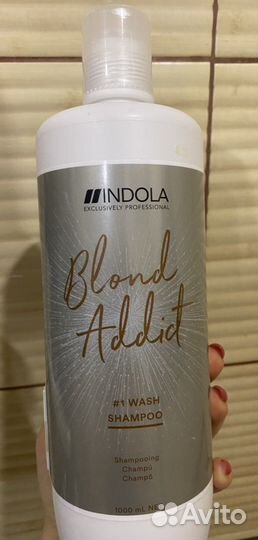 INDOLA
EXCLUSIVELY PROFESSIONAL
Blond
Addict
#1 WASH
SHAMPOO
Shampooing
Champú
Champô
1000 mL
Avito